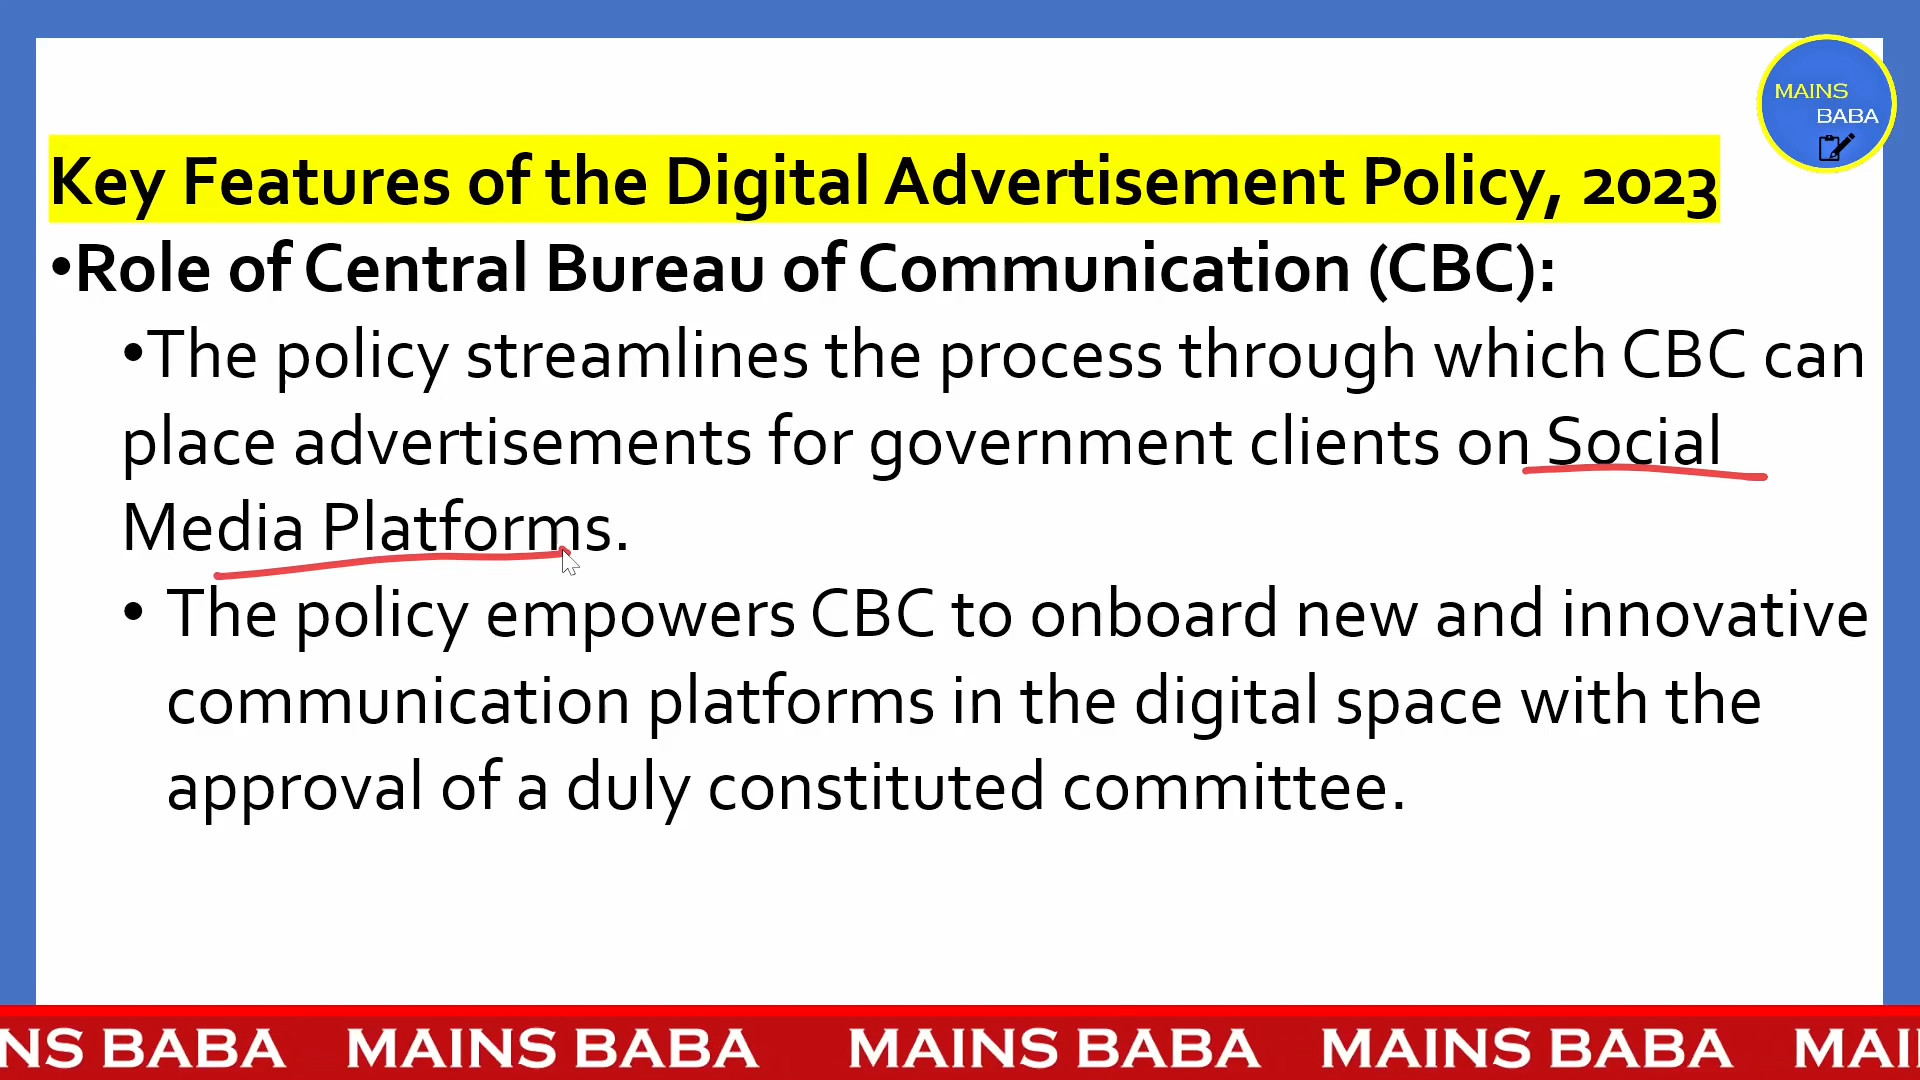 MAINS
BABA
Key Features of the Digital Advertisement Policy, 2023
•Role of Central Bureau of Communication (CBC):
•The policy streamlines the process through which CBC can
place advertisements for government clients on Social
Media Platforms.
• The policy empowers CBC to onboard new and innovative
communication platforms in the digital space with the
approval of a duly constituted committee.
NS BABA MAINS BABA MAINS BABA MAINS BABA MAI